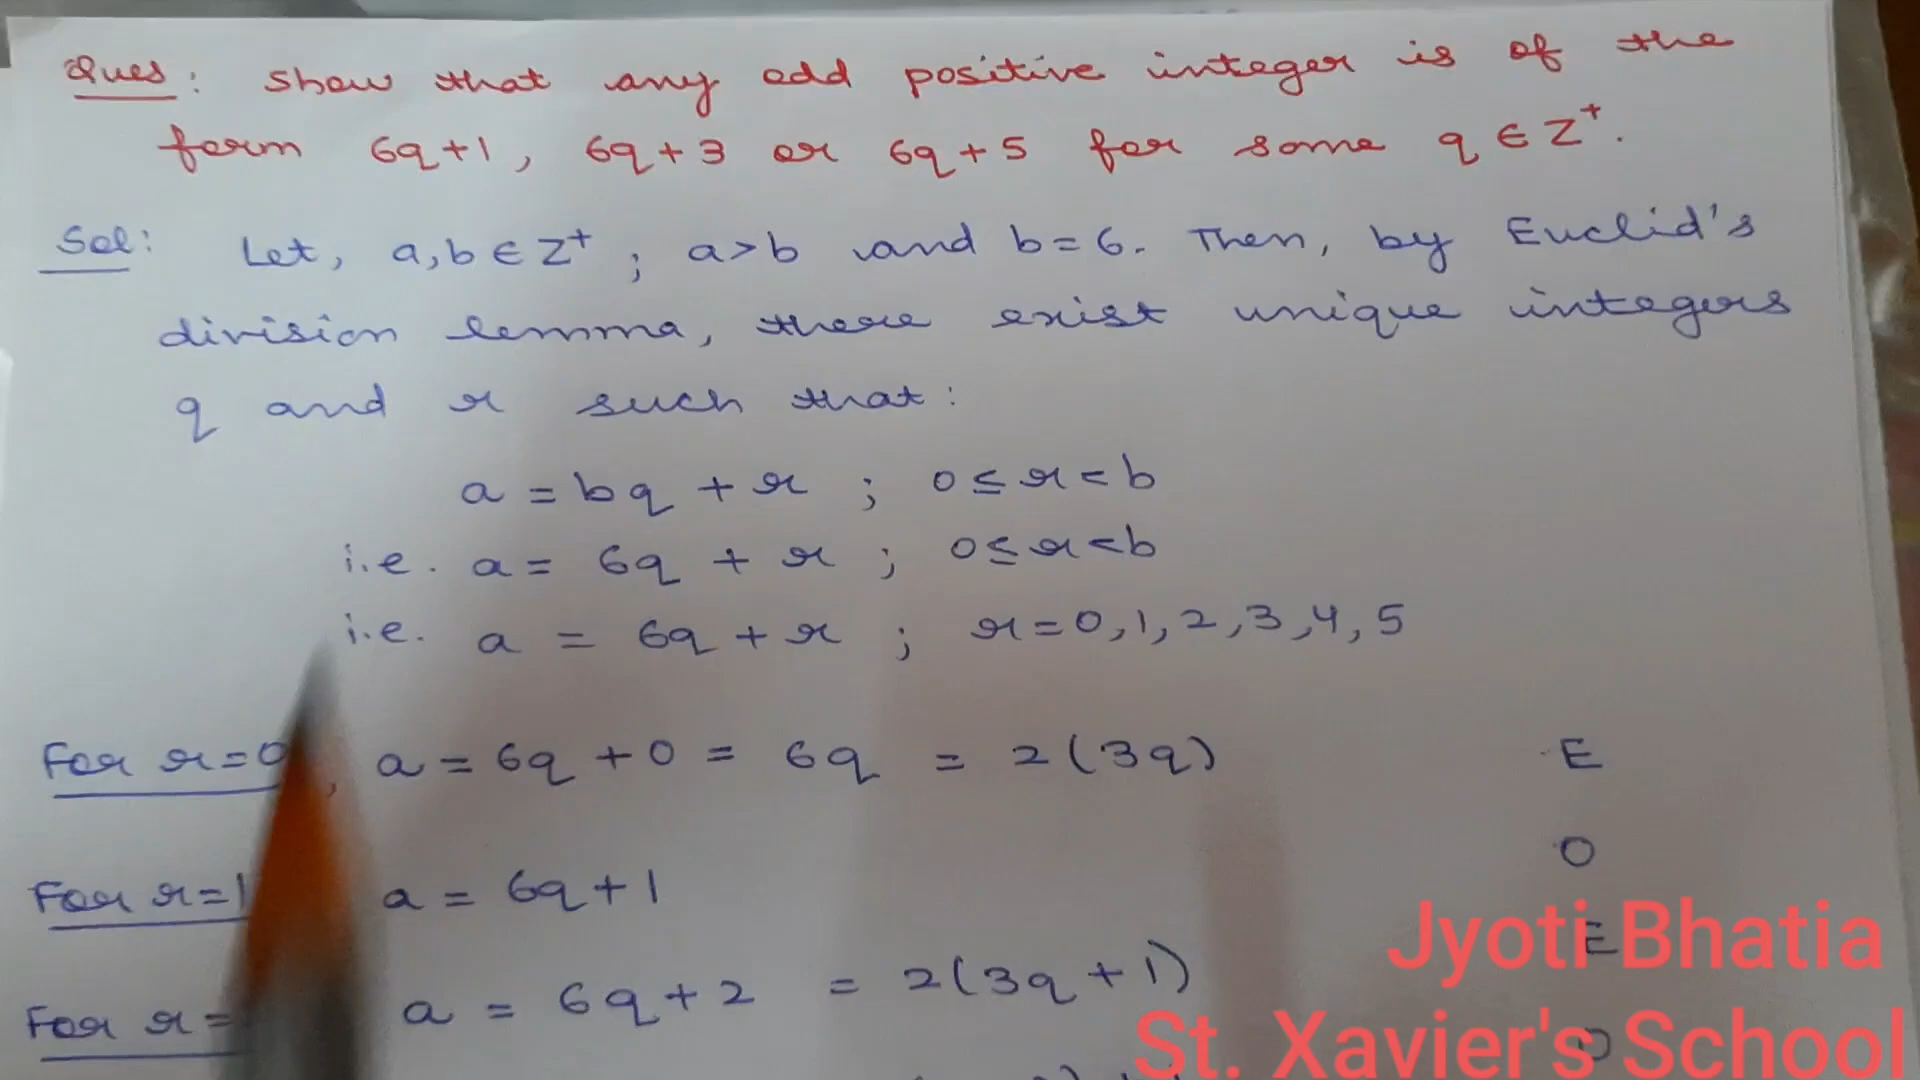 Ques: Show that any odd positive integer is of the
form 6q+1, 6q+3 or 6q+5 for some q ∈ Z⁺.
Sol: Let, a,b ∈ Z⁺ ; a>b and b=6. Then, by Euclid's
division lemma, there exist unique integers
q and r such that:
a = bq + r ; 0≤r<b
i.e. a = 6q + r ; 0≤r<b
i.e. a = 6q + r ; r=0,1,2,3,4,5
For r=0, a=6q+0 = 6q = 2(3q) E
For r=1 a = 6q+1 O
For r= a = 6q+2 = 2(3q+1) E
Jyoti Bhatia
St. Xavier's School